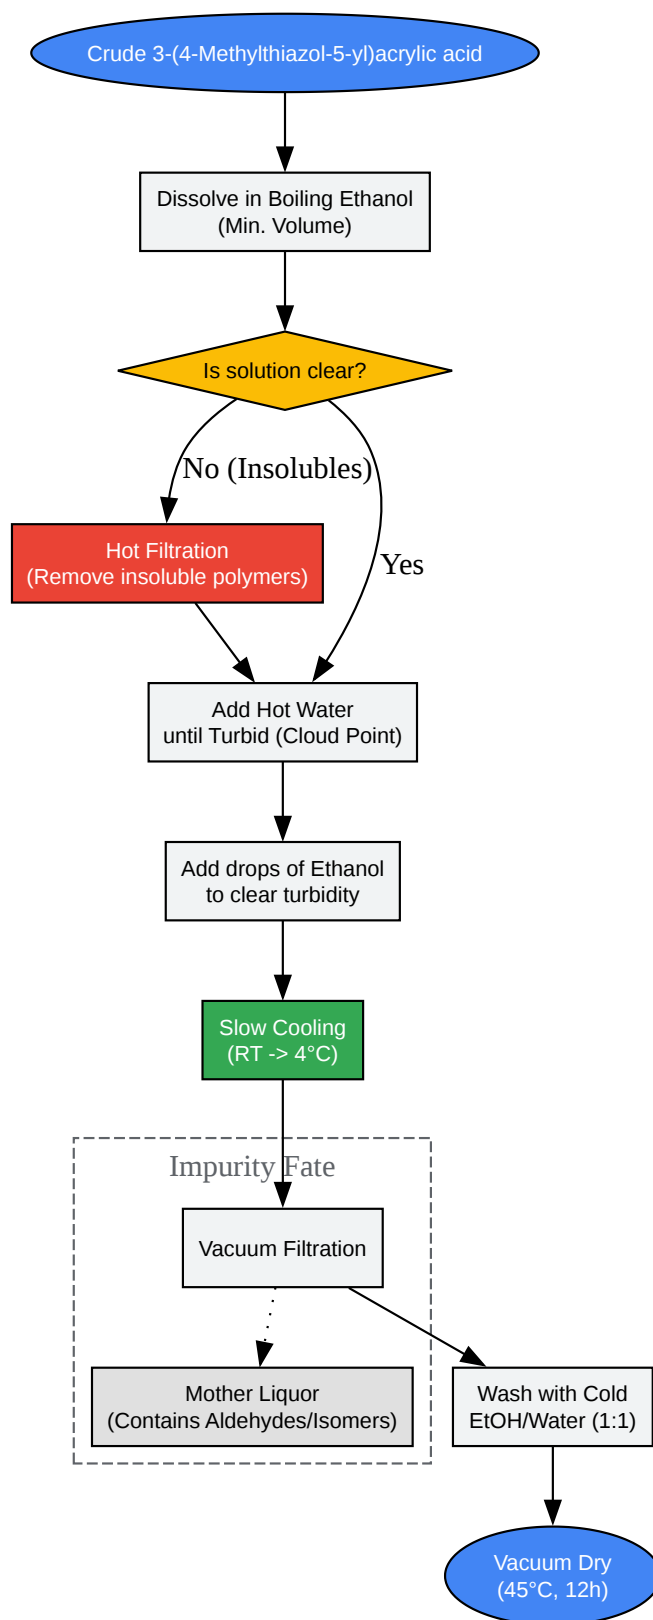 Crude 3-(4-Methylthiazol-5-yl)acrylic acid
Dissolve in Boiling Ethanol
(Min. Volume)
Is solution clear?
No (Insolubles)
Hot Filtration
(Remove insoluble polymers)
Yes
Add Hot Water
until Turbid (Cloud Point)
Add drops of Ethanol
to clear turbidity
Slow Cooling
(RT -> 4°C)
Impurity Fate
Vacuum Filtration
Mother Liquor
(Contains Aldehydes/Isomers)
Wash with Cold
EtOH/Water (1:1)
Vacuum Dry
(45°C, 12h)